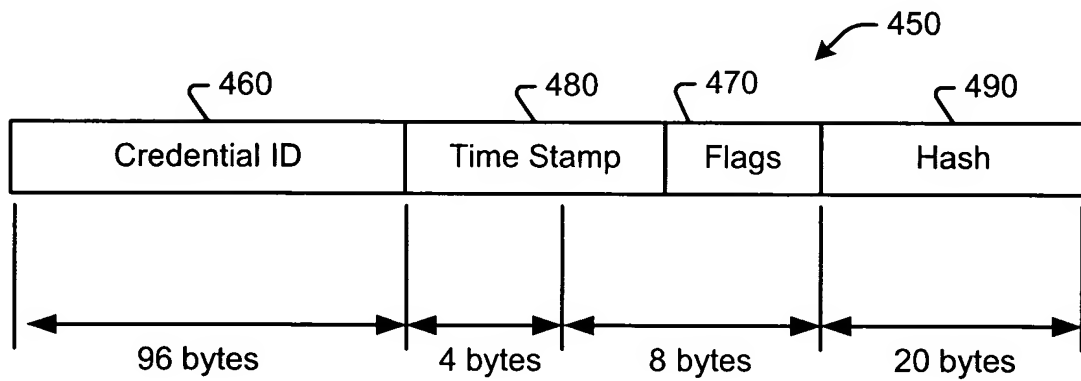 450
460
480
470
490
Credential ID
Time Stamp
Flags
Hash
96 bytes
4 bytes
8 bytes
20 bytes